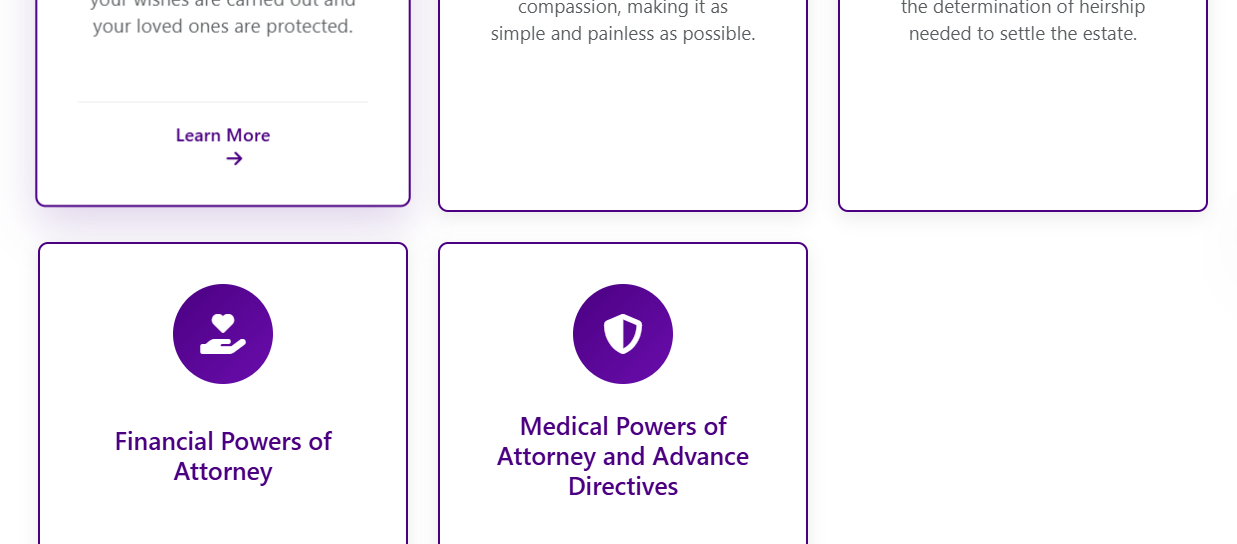 your wishes are carried out and
your loved ones are protected.
Learn More
compassion, making it as
simple and painless as possible.
the determination of heirship
needed to settle the estate.
Financial Powers of
Attorney
Medical Powers of
Attorney and Advance
Directives